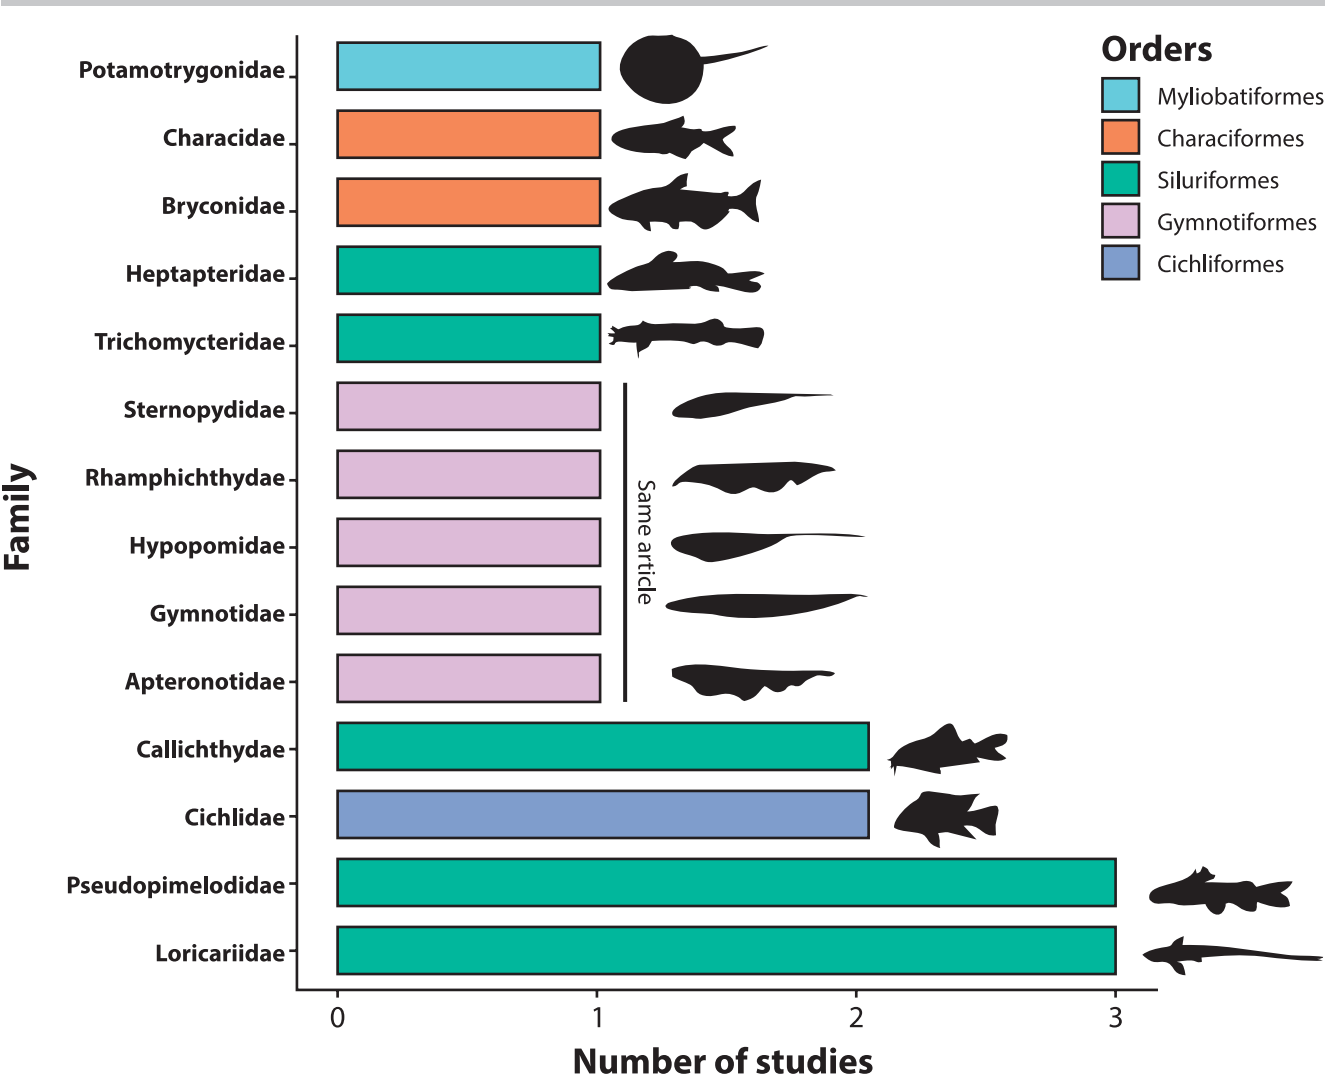 Orders
Myliobatiformes
Characiformes
Siluriformes
Gymnotiformes
Cichliformes
Family
Potamotrygonidae
Characidae
Bryconidae
Heptapteridae
Trichomycteridae
Sternopydidae
Rhamphichthydae
Hypopomidae
Gymnotidae
Apteronotidae
Callichthydae
Cichlidae
Pseudopimelodidae
Loricariidae
Same article
0 1 2 3
Number of studies